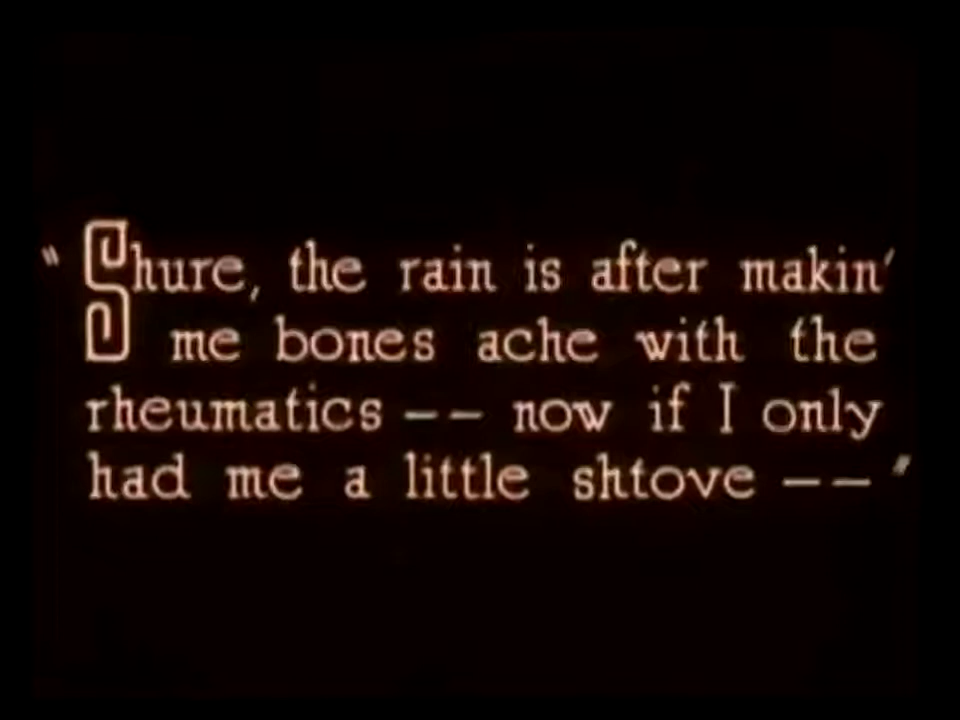 "Shure, the rain is after makin'
me bones ache with the
rheumatics -- now if I only
had me a little shtove --"